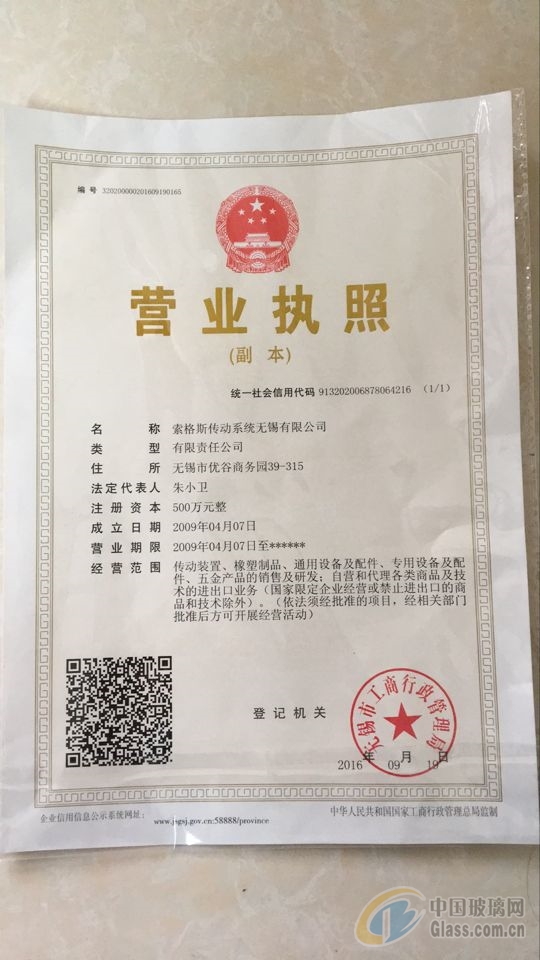 编 号 320200000201609190165
营业执照
(副 本)
统一社会信用代码 913202006878064216 (1/1)
名 称 索格斯传动系统无锡有限公司
类 型 有限责任公司
住 所 无锡市优谷商务园39-315
法定代表人 朱小卫
注册资本 500万元整
成立日期 2009年04月07日
营业期限 2009年04月07日至******
经营范围 传动装置、橡塑制品、通用设备及配件、专用设备及配
件、五金产品的销售及研发；自营和代理各类商品及技
术的进出口业务（国家限定企业经营或禁止进出口的商
品和技术除外）。（依法须经批准的项目，经相关部门
批准后方可开展经营活动）
登记机关
无锡市工商行政管理局
2016 年 09 月 19 日
企业信用信息公示系统网址：
www.jsgsj.gov.cn:58888/province
中华人民共和国国家工商行政管理总局监制
中国玻璃网
Glass.com.cn